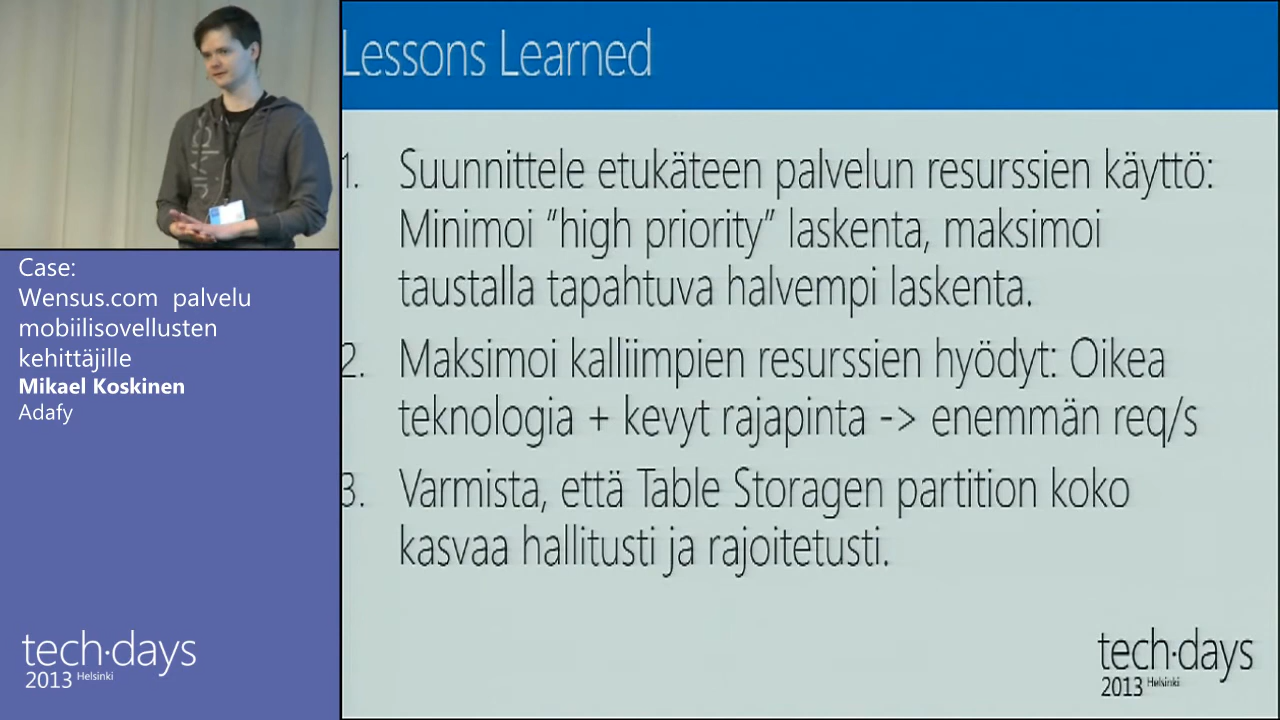 Lessons Learned
1. Suunnittele etukäteen palvelun resurssien käyttö:
Minimoi "high priority" laskenta, maksimoi
taustalla tapahtuva halvempi laskenta.
2. Maksimoi kalliimpien resurssien hyödyt: Oikea
teknologia + kevyt rajapinta -> enemmän req/s
3. Varmista, että Table Storagen partition koko
kasvaa hallitusti ja rajoitetusti.
tech·days
2013 Helsinki
Case:
Wensus.com palvelu
mobiilisovellusten
kehittäjille
Mikael Koskinen
Adafy
tech·days
2013 Helsinki